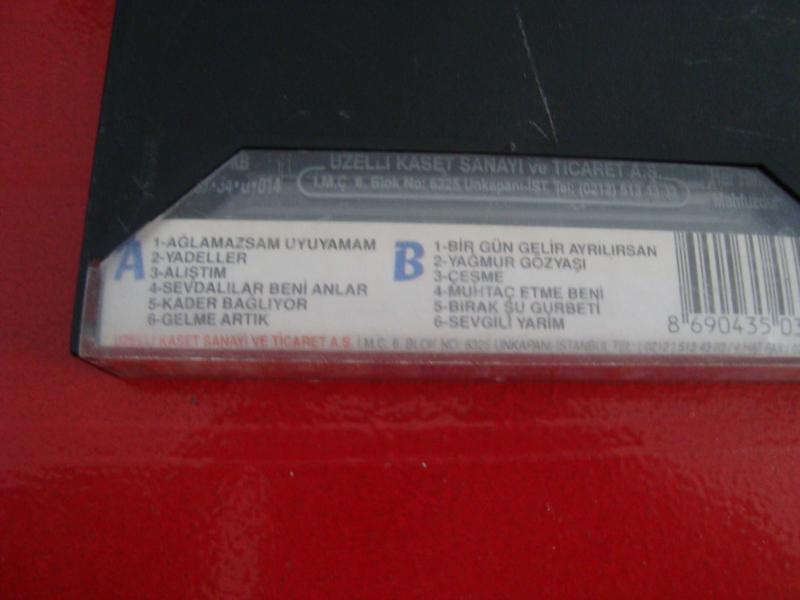 UZELLİ KASET SANAYİ ve TİCARET A.Ş.
İ.M.Ç. 6. Blok No: 6325 Unkapanı-İST. Tel: (0212) 513 43
34 U 014
A
1-AĞLAMAZSAM UYUYAMAM
2-YADELLER
3-ALIŞTIM
4-SEVDALILAR BENİ ANLAR
5-KADER BAĞLIYOR
6-GELME ARTIK
B
1-BİR GÜN GELİR AYRILIRSAN
2-YAĞMUR GÖZYAŞI
3-ÇEŞME
4-MUHTAÇ ETME BENİ
5-BIRAK ŞU GURBETİ
6-SEVGİLİ YARİM
8 690435 03
UZELLİ KASET SANAYİ VE TİCARET A.Ş. İ.M.Ç. 6. BLOK NO: 6325 UNKAPANI-İSTANBUL TEL: (0212) 513 43